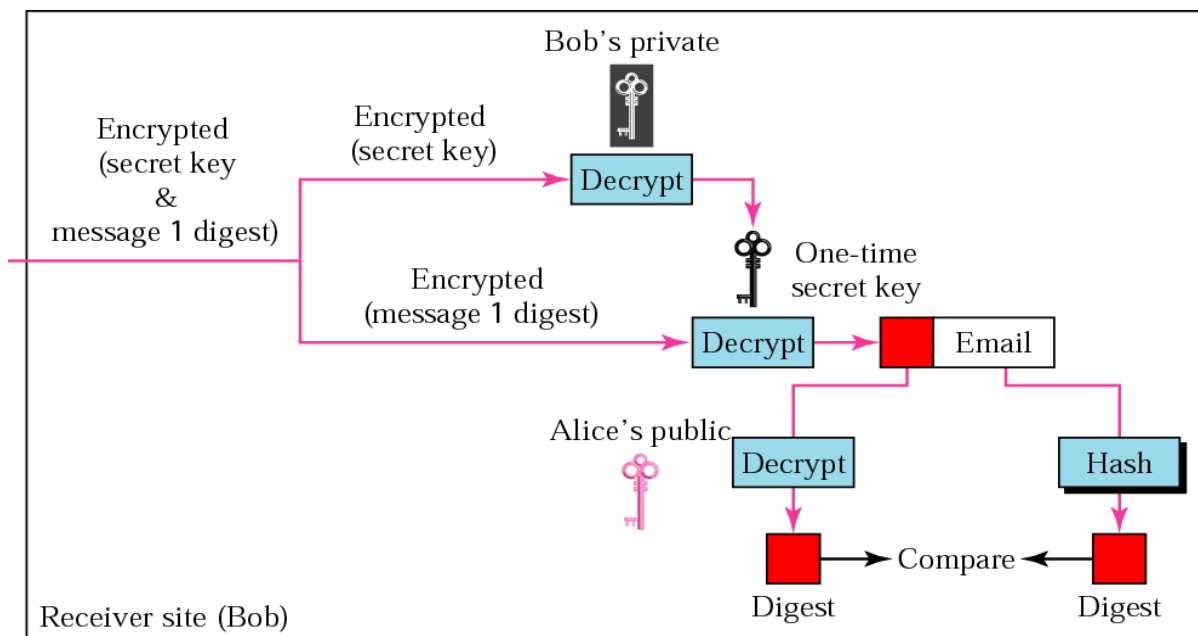 Bob's private
Encrypted
(secret key
&
message 1 digest)
Encrypted
(secret key)
Decrypt
One-time
secret key
Encrypted
(message 1 digest)
Decrypt
Email
Alice's public
Decrypt
Hash
Compare
Digest
Digest
Receiver site (Bob)